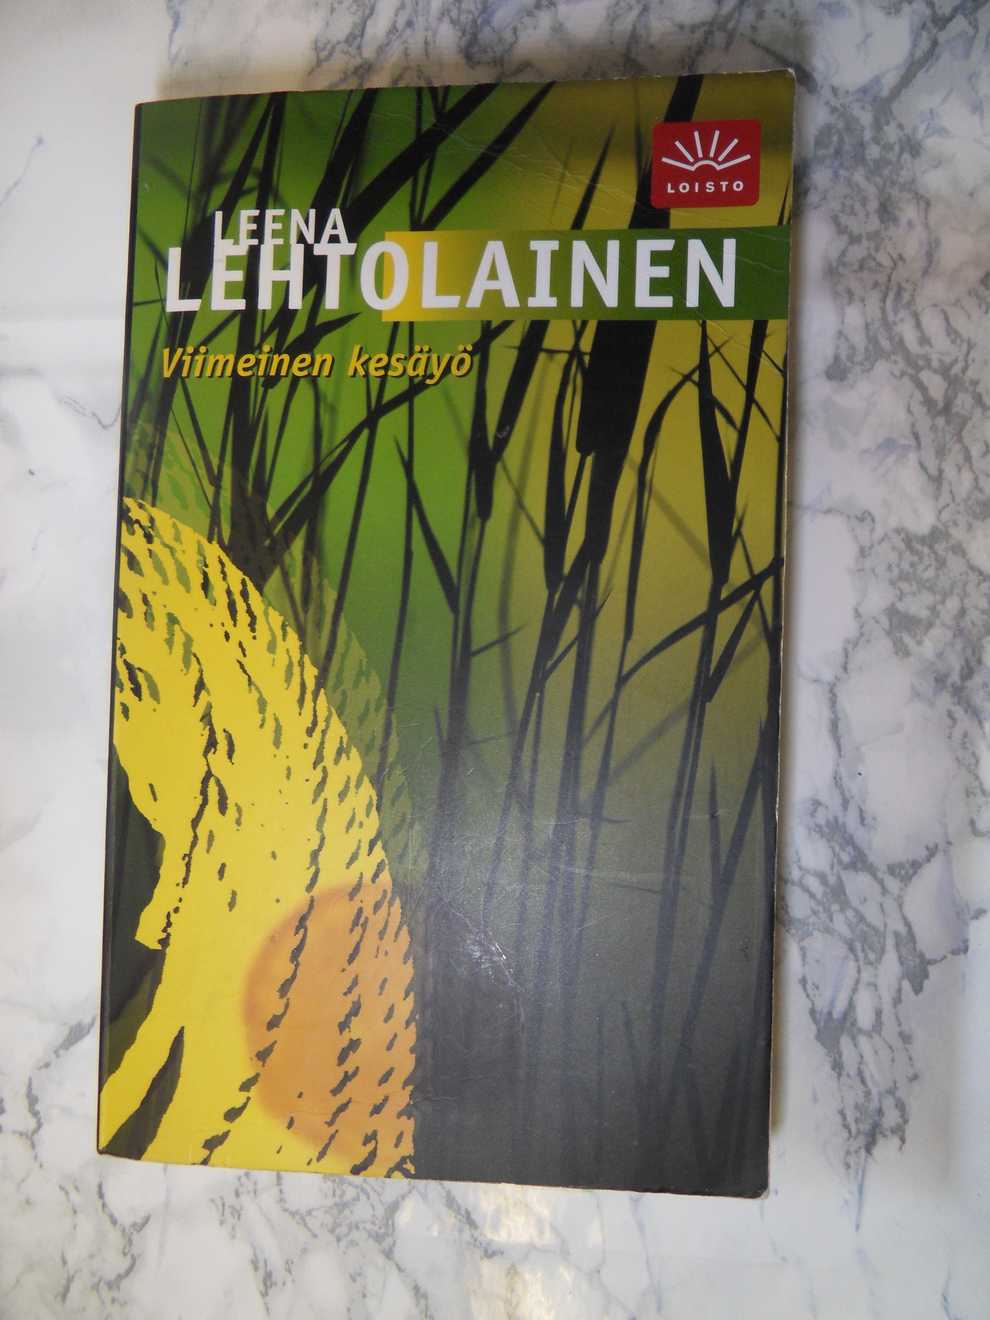 LOISTO
LEENA
LEHTOLAINEN
Viimeinen kesäyö